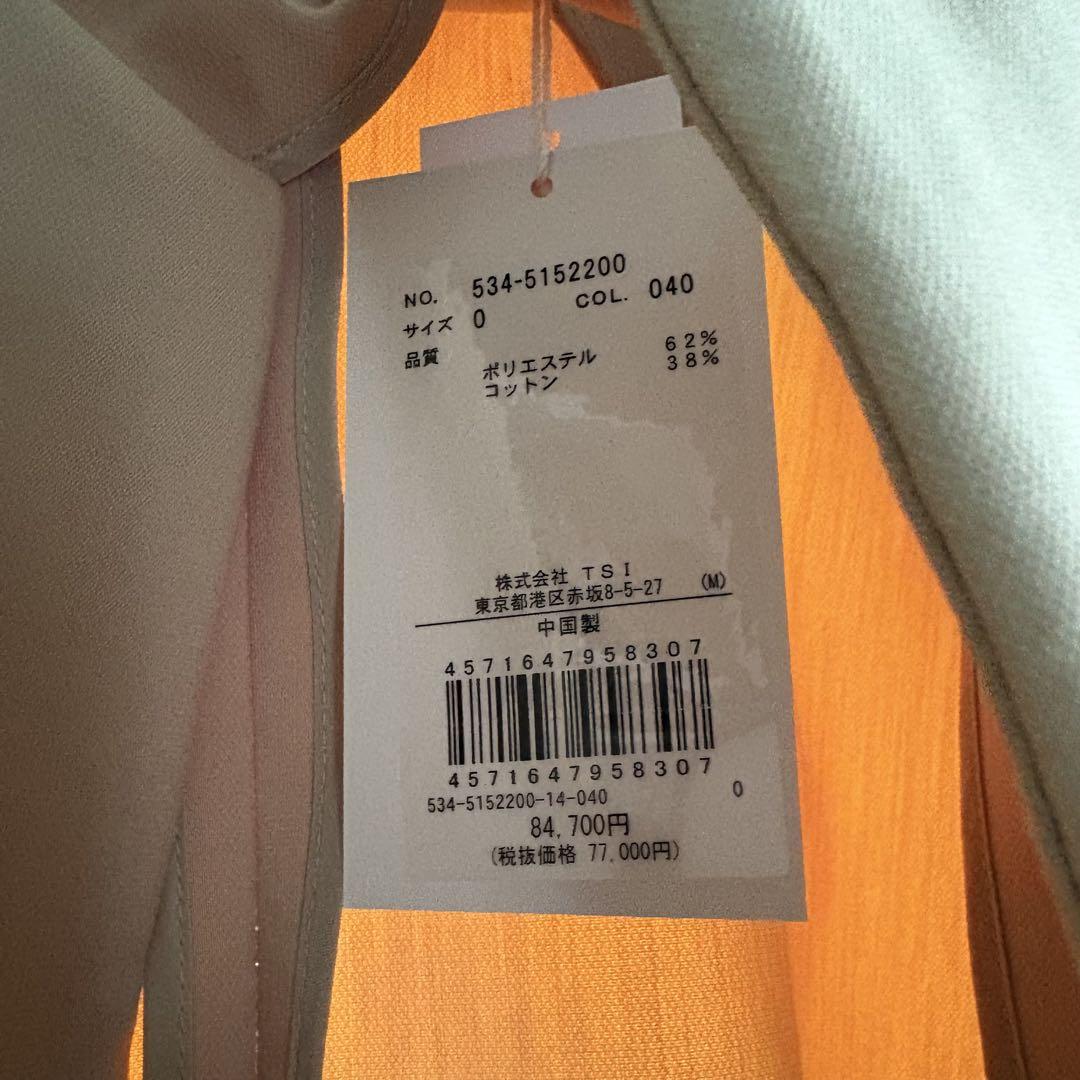 NO. 534-5152200
サイズ 0 COL. 040
品質
ポリエステル 62%
コットン 38%
株式会社 TSI
東京都港区赤坂8-5-27 (M)
中国製
4571647958307
4571647958307
534-5152200-14-040 0
84,700円
(税抜価格 77,000円)